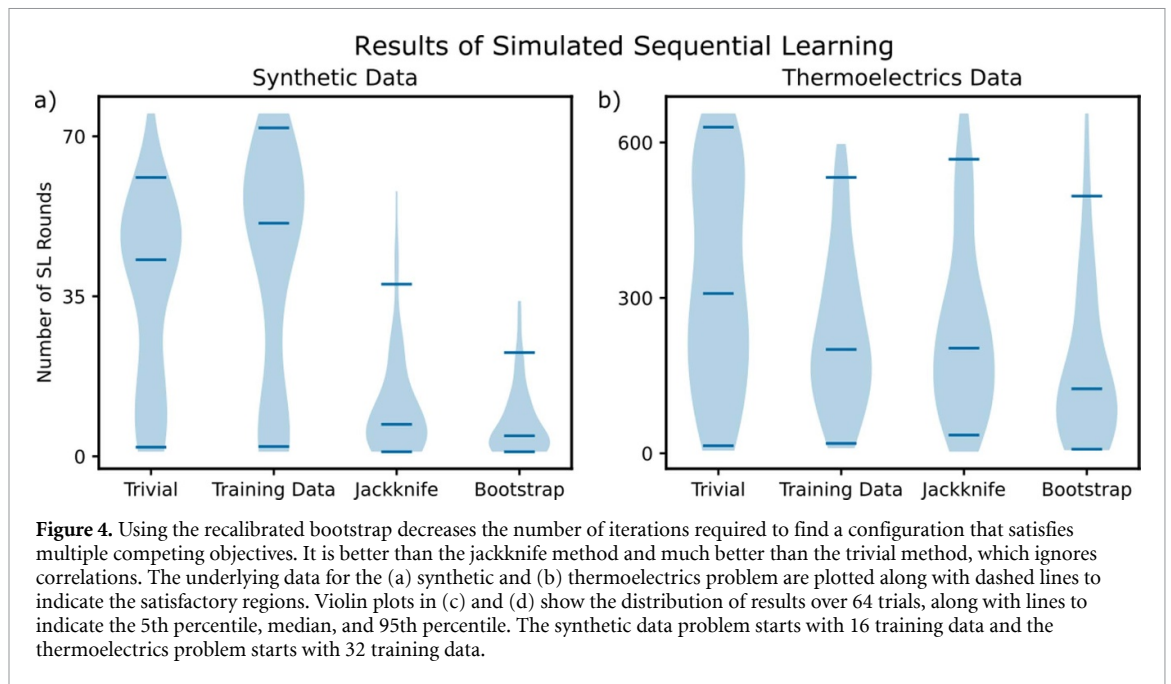 Results of Simulated Sequential Learning
Synthetic Data
Thermoelectrics Data
a)
b)
Number of SL Rounds
70
35
0
600
300
0
Trivial
Training Data
Jackknife
Bootstrap
Trivial
Training Data
Jackknife
Bootstrap
Figure 4. Using the recalibrated bootstrap decreases the number of iterations required to find a configuration that satisfies
multiple competing objectives. It is better than the jackknife method and much better than the trivial method, which ignores
correlations. The underlying data for the (a) synthetic and (b) thermoelectrics problem are plotted along with dashed lines to
indicate the satisfactory regions. Violin plots in (c) and (d) show the distribution of results over 64 trials, along with lines to
indicate the 5th percentile, median, and 95th percentile. The synthetic data problem starts with 16 training data and the
thermoelectrics problem starts with 32 training data.